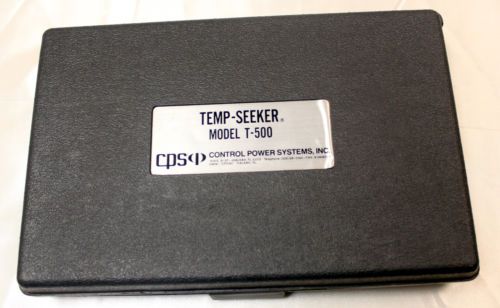 TEMP-SEEKER®
MODEL T-500
cps CONTROL POWER SYSTEMS, INC